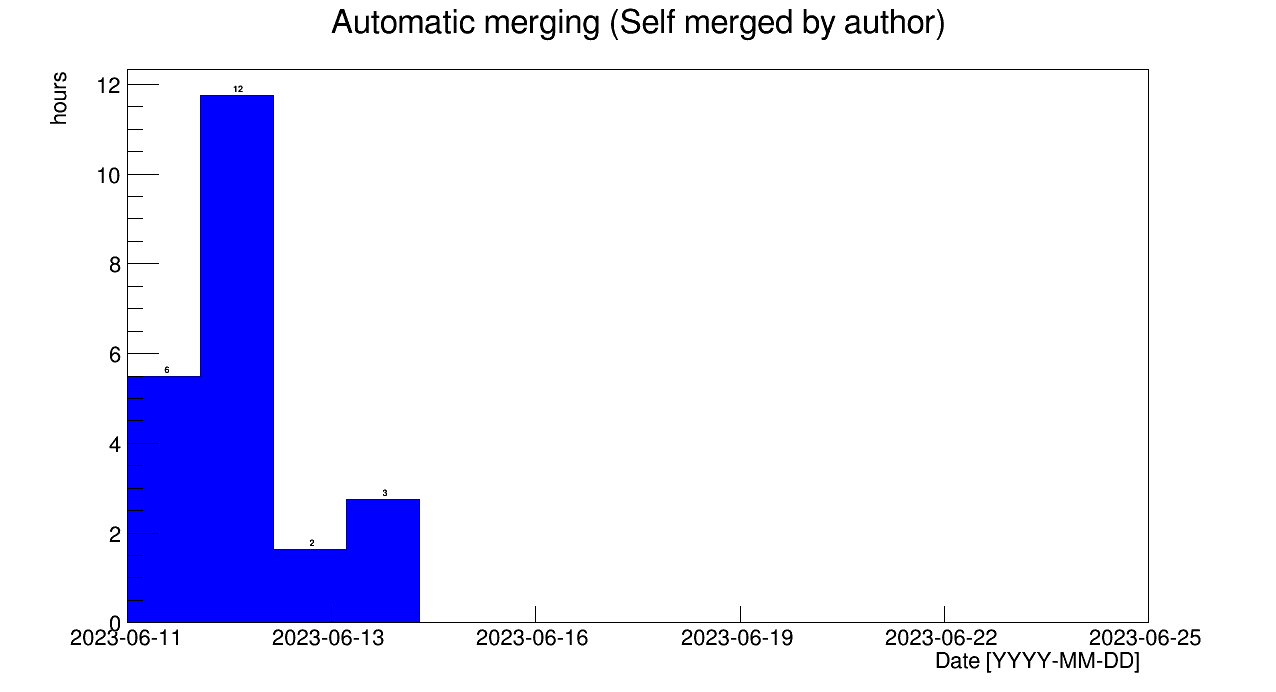 Automatic merging (Self merged by author)
hours
12
10
8
6
4
2
0
6
12
2
3
2023-06-11 2023-06-13 2023-06-16 2023-06-19 2023-06-22 2023-06-25
Date [YYYY-MM-DD]